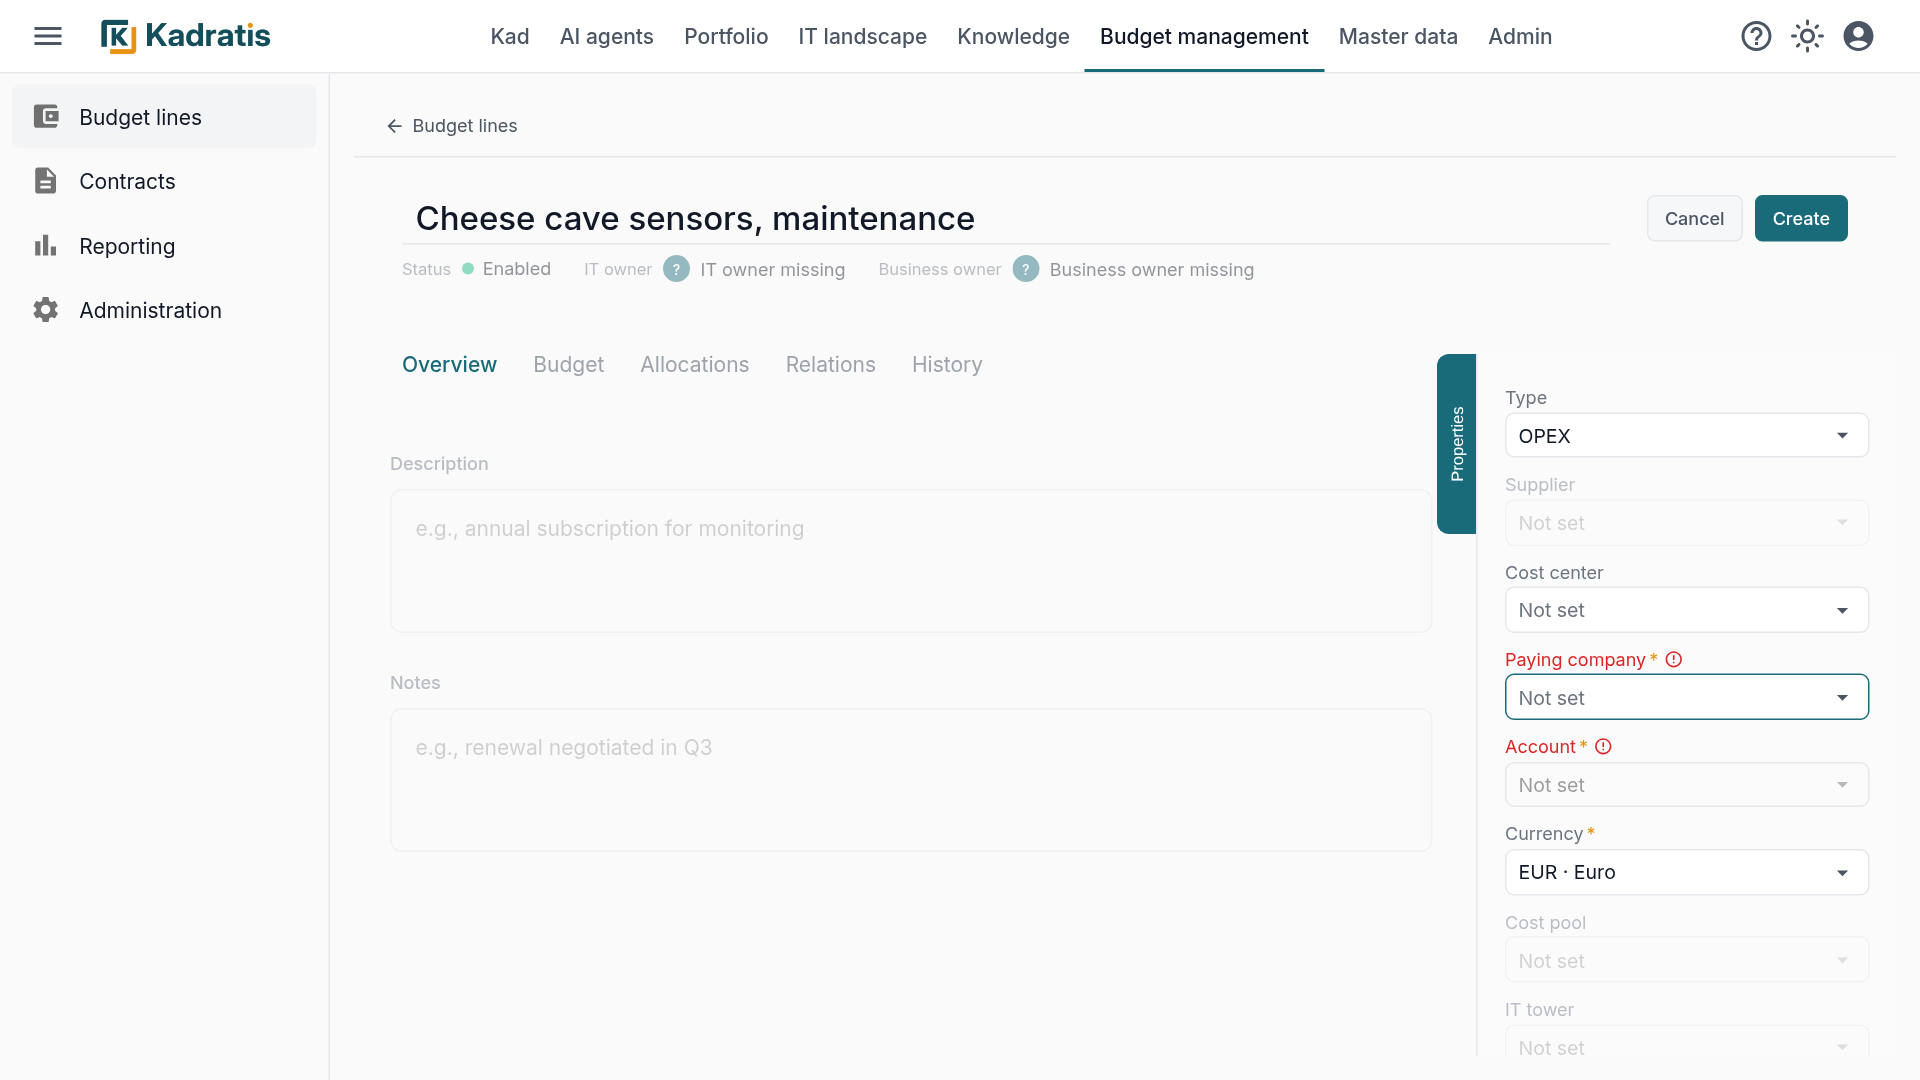 Kadratis
Kad
AI agents
Portfolio
IT landscape
Knowledge
Budget management
Master data
Admin
Budget lines
Contracts
Reporting
Administration
Budget lines
Cheese cave sensors, maintenance
Cancel
Create
Status
Enabled
IT owner
?
IT owner missing
Business owner
?
Business owner missing
Overview
Budget
Allocations
Relations
History
Description
e.g., annual subscription for monitoring
Notes
e.g., renewal negotiated in Q3
Properties
Type
OPEX
Supplier
Not set
Cost center
Not set
Paying company *
Not set
Account *
Not set
Currency *
EUR · Euro
Cost pool
Not set
IT tower
Not set